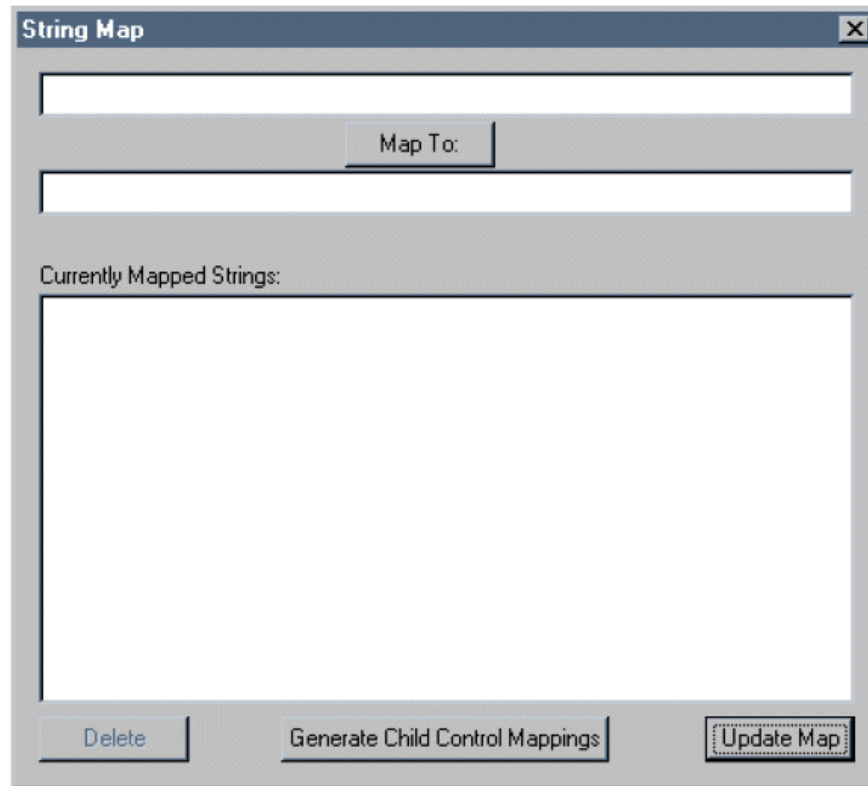 String Map
Map To:
Currently Mapped Strings:
Delete
Generate Child Control Mappings
Update Map